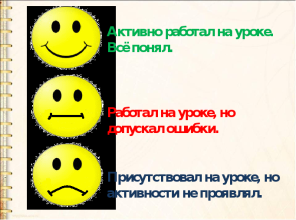 Активно работал на уроке.
Всё понял.
Работал на уроке, но
допускал ошибки.
Присутствовал на уроке, но
активности не проявлял.